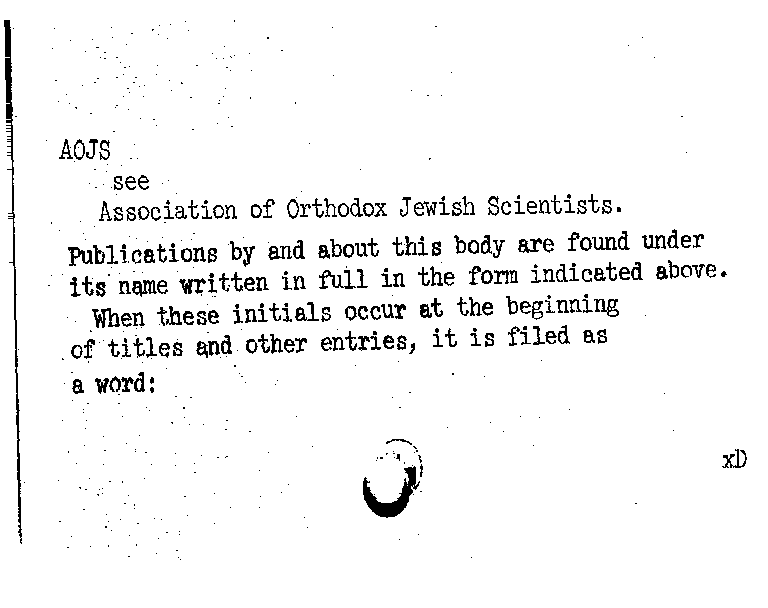 AOJS
see
Association of Orthodox Jewish Scientists.
Publications by and about this body are found under
its name written in full in the form indicated above.
When these initials occur at the beginning
of titles and other entries, it is filed as
a word:
xD